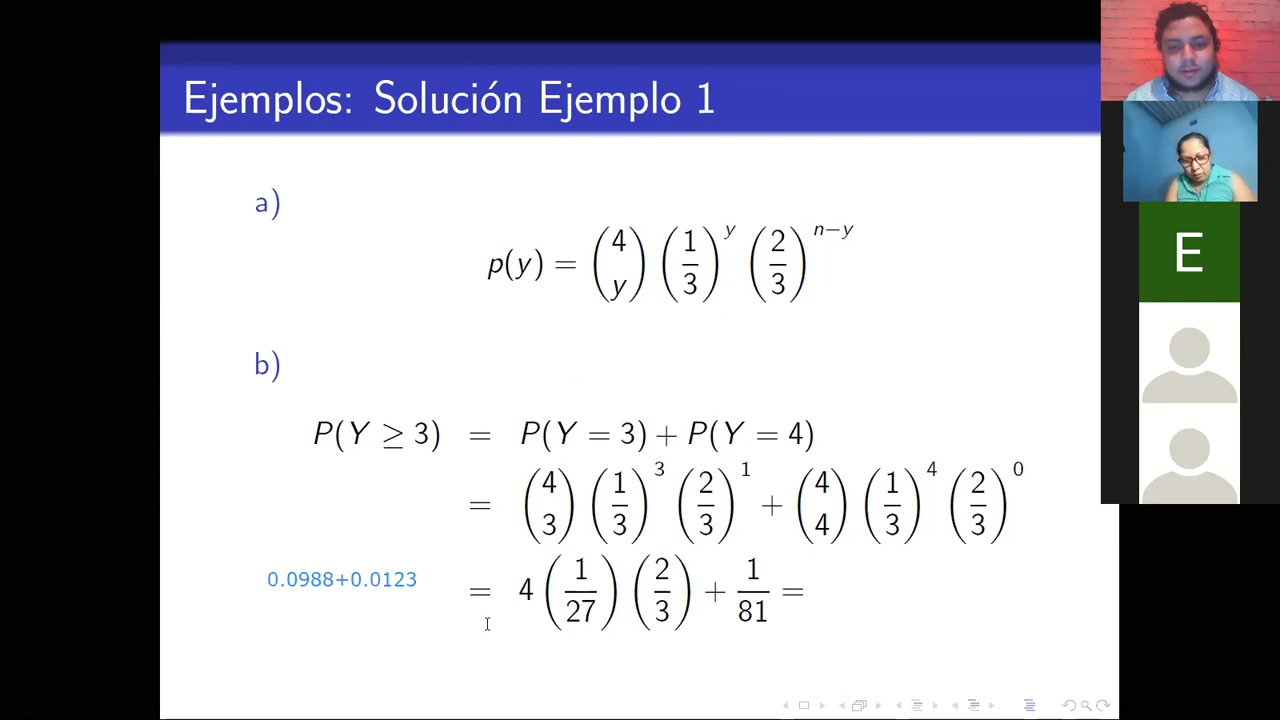 Ejemplos: Solución Ejemplo 1
a)
p(y) = (4 y) (1/3)^y (2/3)^{n−y}
b)
P(Y ≥ 3) = P(Y = 3) + P(Y = 4)
= (4 3) (1/3)^3 (2/3)^1 + (4 4) (1/3)^4 (2/3)^0
0.0988+0.0123
= 4 (1/27) (2/3) + 1/81 =
E